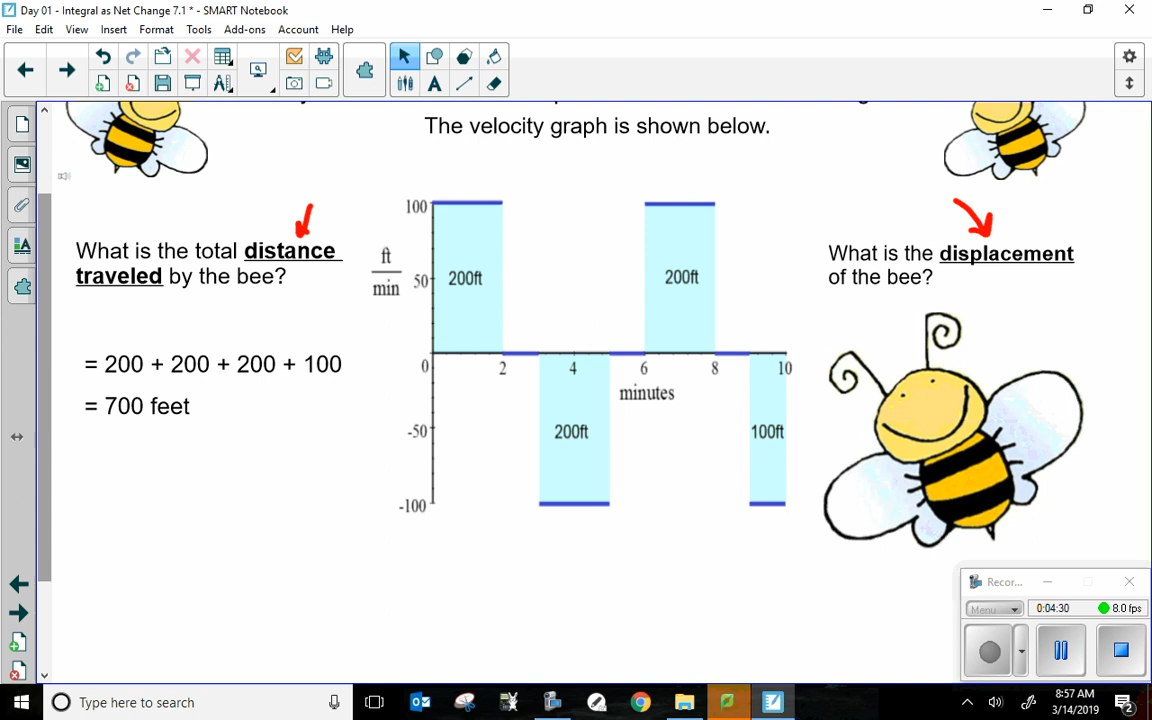 Day 01 - Integral as Net Change 7.1 * - SMART Notebook
File Edit View Insert Format Tools Add-ons Account Help
The velocity graph is shown below.
What is the total distance
traveled by the bee?
= 200 + 200 + 200 + 100
= 700 feet
ft
min
100
50
0
-50
-100
2
4
6
8
10
minutes
200ft
200ft
200ft
100ft
What is the displacement
of the bee?
Recor...
Menu
0:04:30
8.0 fps
Type here to search
8:57 AM
3/14/2019
2